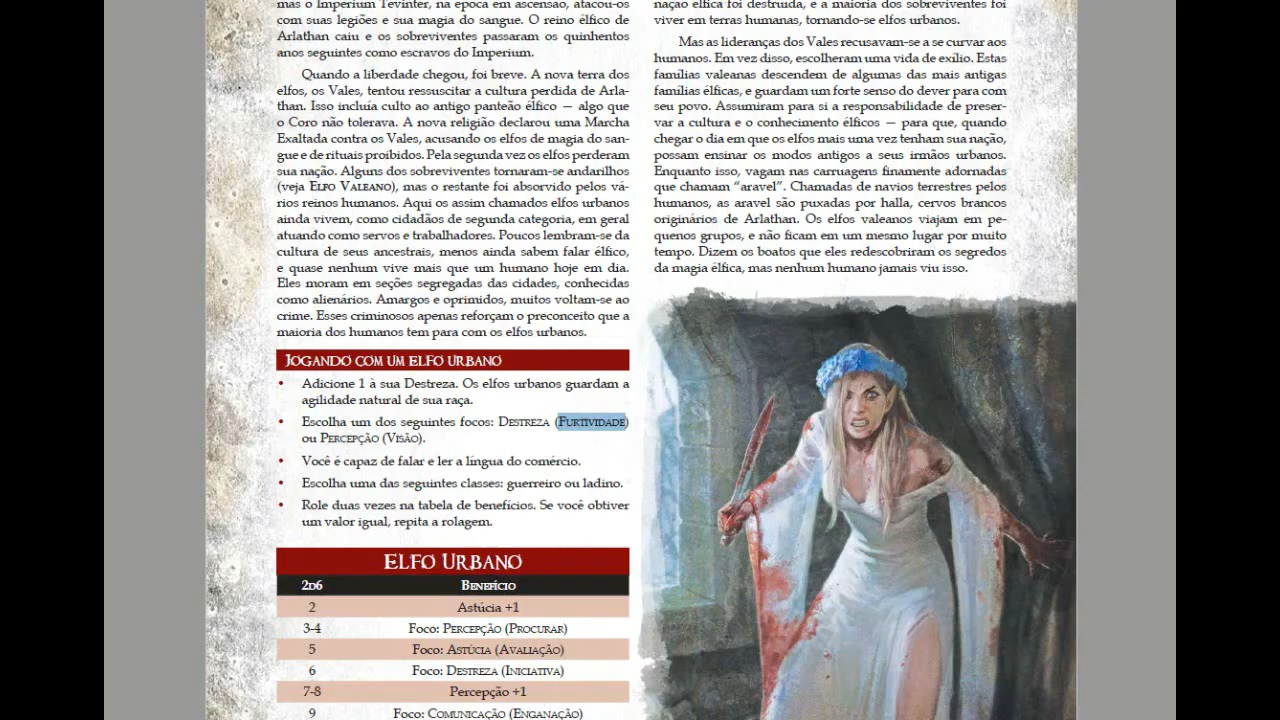 mas o Imperium Tevinter, na época em ascensão, atacou-os
com suas legiões e sua magia do sangue. O reino élfico de
Arlathan caiu e os sobreviventes passaram os quinhentos
anos seguintes como escravos do Imperium.
Quando a liberdade chegou, foi breve. A nova terra dos
elfos, os Vales, tentou ressuscitar a cultura perdida de Arla-
than. Isso incluía culto ao antigo panteão élfico — algo que
o Coro não tolerava. A nova religião declarou uma Marcha
Exaltada contra os Vales, acusando os elfos de magia do san-
gue e de rituais proibidos. Pela segunda vez os elfos perderam
sua nação. Alguns dos sobreviventes tornaram-se andarilhos
(veja Elfo Valeano), mas o restante foi absorvido pelos vá-
rios reinos humanos. Aqui os assim chamados elfos urbanos
ainda vivem, como cidadãos de segunda categoria, em geral
atuando como servos e trabalhadores. Poucos lembram-se da
cultura de seus ancestrais, menos ainda sabem falar élfico,
e quase nenhum vive mais que um humano hoje em dia.
Eles moram em seções segregadas das cidades, conhecidas
como alienários. Amargos e oprimidos, muitos voltam-se ao
crime. Esses criminosos apenas reforçam o preconceito que a
maioria dos humanos tem para com os elfos urbanos.
Jogando com um elfo urbano
• Adicione 1 à sua Destreza. Os elfos urbanos guardam a
agilidade natural de sua raça.
• Escolha um dos seguintes focos: Destreza (Furtividade)
ou Percepção (Visão).
• Você é capaz de falar e ler a língua do comércio.
• Escolha uma das seguintes classes: guerreiro ou ladino.
• Role duas vezes na tabela de benefícios. Se você obtiver
um valor igual, repita a rolagem.
Elfo Urbano
2d6 Benefício
2 Astúcia +1
3-4 Foco: Percepção (Procurar)
5 Foco: Astúcia (Avaliação)
6 Foco: Destreza (Iniciativa)
7-8 Percepção +1
9 Foco: Comunicação (Enganação)
nação élfica foi destruída, e a maioria dos sobreviventes foi
viver em terras humanas, tornando-se elfos urbanos.
Mas as lideranças dos Vales recusavam-se a se curvar aos
humanos. Em vez disso, escolheram uma vida de exílio. Estas
famílias valeanas descendem de algumas das mais antigas
famílias élficas, e guardam um forte senso do dever para com
seu povo. Assumiram para si a responsabilidade de preser-
var a cultura e o conhecimento élficos — para que, quando
chegar o dia em que os elfos mais uma vez tenham sua nação,
possam ensinar os modos antigos a seus irmãos urbanos.
Enquanto isso, vagam nas carruagens finamente adornadas
que chamam “aravel”. Chamadas de navios terrestres pelos
humanos, as aravel são puxadas por halla, cervos brancos
originários de Arlathan. Os elfos valeanos viajam em pe-
quenos grupos, e não ficam em um mesmo lugar por muito
tempo. Dizem os boatos que eles redescobriram os segredos
da magia élfica, mas nenhum humano jamais viu isso.